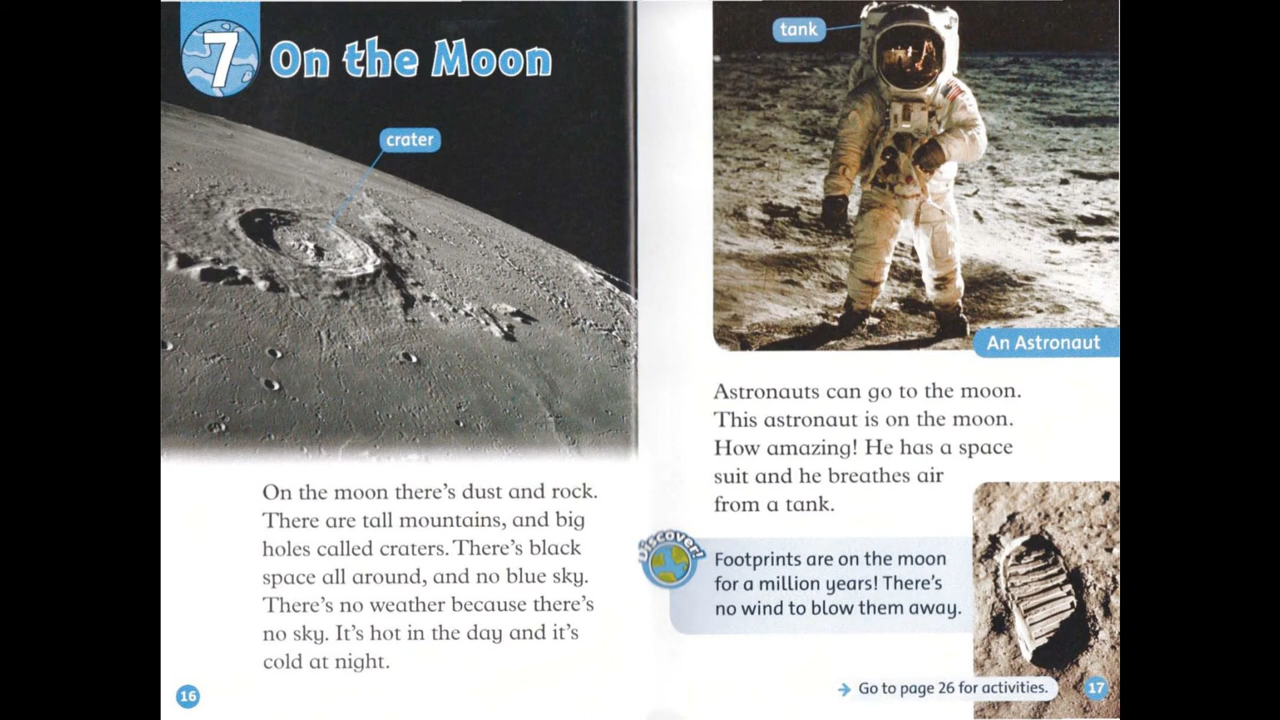 7 On the Moon
crater
On the moon there's dust and rock.
There are tall mountains, and big
holes called craters. There's black
space all around, and no blue sky.
There's no weather because there's
no sky. It's hot in the day and it's
cold at night.
16
tank
An Astronaut
Astronauts can go to the moon.
This astronaut is on the moon.
How amazing! He has a space
suit and he breathes air
from a tank.
Discover!
Footprints are on the moon
for a million years! There's
no wind to blow them away.
→ Go to page 26 for activities.
17